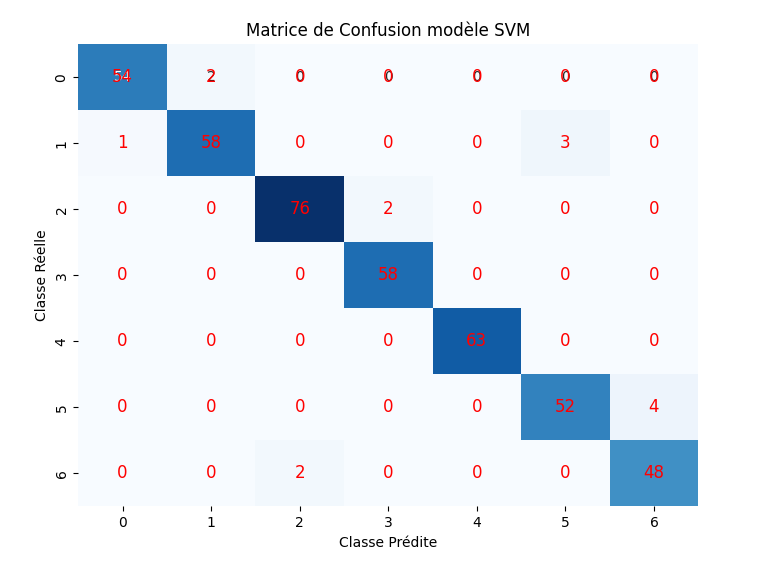 Matrice de Confusion modèle SVM
0 54 2 0 0 0 0 0
1 1 58 0 0 0 3 0
2 0 0 76 2 0 0 0
3 0 0 0 58 0 0 0
4 0 0 0 0 63 0 0
5 0 0 0 0 0 52 4
6 0 0 2 0 0 0 48
Classe Réelle
0 1 2 3 4 5 6
Classe Prédite